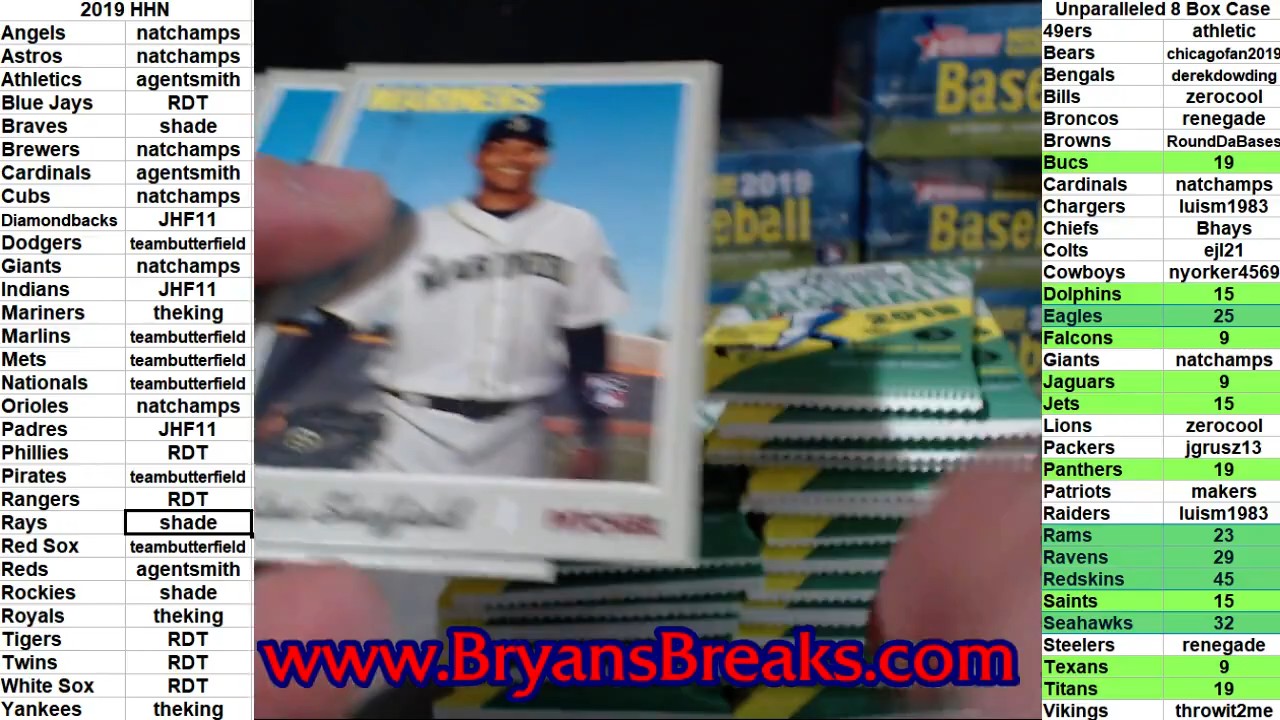 2019 HHN
Angels natchamps
Astros natchamps
Athletics agentsmith
Blue Jays RDT
Braves shade
Brewers natchamps
Cardinals agentsmith
Cubs natchamps
Diamondbacks JHF11
Dodgers teambutterfield
Giants natchamps
Indians JHF11
Mariners theking
Marlins teambutterfield
Mets teambutterfield
Nationals teambutterfield
Orioles natchamps
Padres JHF11
Phillies RDT
Pirates teambutterfield
Rangers RDT
Rays shade
Red Sox teambutterfield
Reds agentsmith
Rockies shade
Royals theking
Tigers RDT
Twins RDT
White Sox RDT
Yankees theking
MARINERS
MARINERS
PITCHER
Baseball
2019
eball
Baseb
2019
www.BryansBreaks.com
Unparalleled 8 Box Case
49ers athletic
Bears chicagofan2019
Bengals derekdowding
Bills zerocool
Broncos renegade
Browns RoundDaBases
Bucs 19
Cardinals natchamps
Chargers luism1983
Chiefs Bhays
Colts ejl21
Cowboys nyorker4569
Dolphins 15
Eagles 25
Falcons 9
Giants natchamps
Jaguars 9
Jets 15
Lions zerocool
Packers jgrusz13
Panthers 19
Patriots makers
Raiders luism1983
Rams 23
Ravens 29
Redskins 45
Saints 15
Seahawks 32
Steelers renegade
Texans 9
Titans 19
Vikings throwit2me